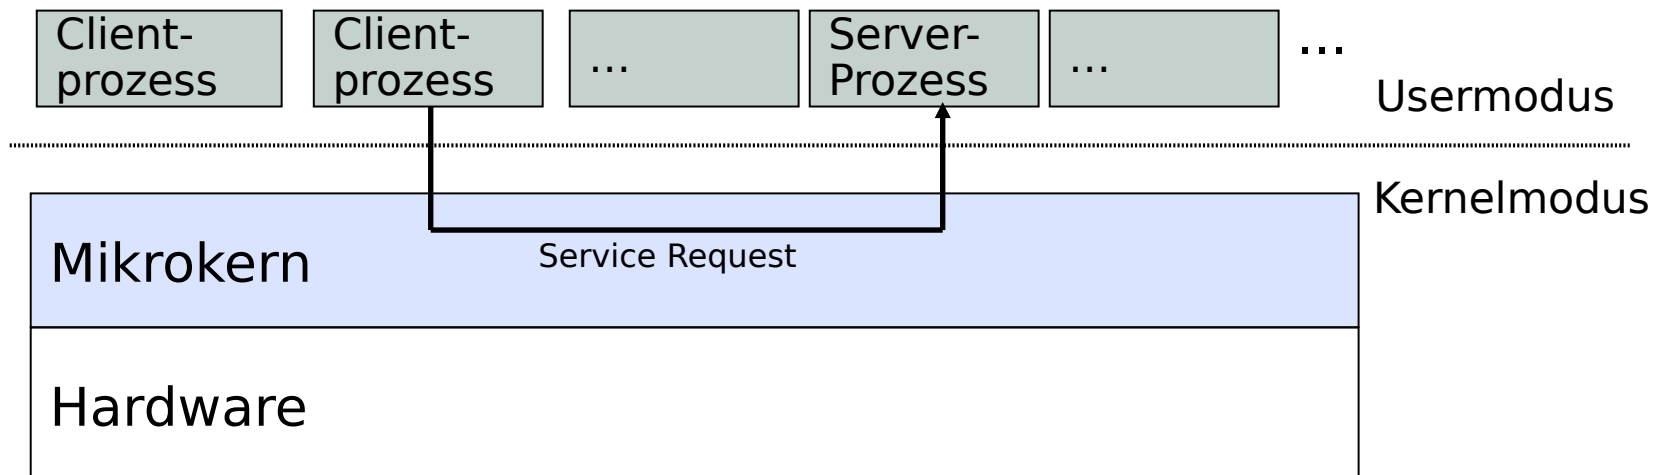 Client-
prozess
Client-
prozess
...
Server-
Prozess
...
...
Usermodus
Kernelmodus
Mikrokern
Service Request
Hardware